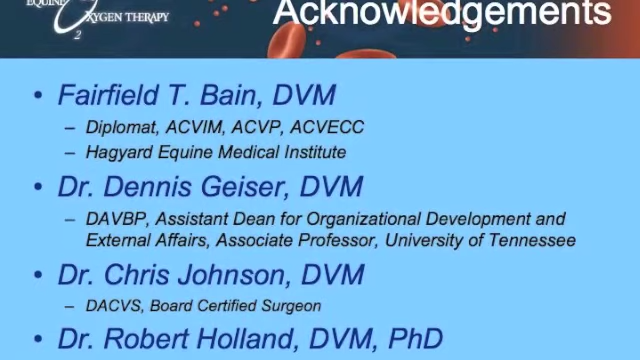 Acknowledgements
EQUINE
OXYGEN THERAPY
2
• Fairfield T. Bain, DVM
– Diplomat, ACVIM, ACVP, ACVECC
– Hagyard Equine Medical Institute
• Dr. Dennis Geiser, DVM
– DAVBP, Assistant Dean for Organizational Development and
External Affairs, Associate Professor, University of Tennessee
• Dr. Chris Johnson, DVM
– DACVS, Board Certified Surgeon
• Dr. Robert Holland, DVM, PhD